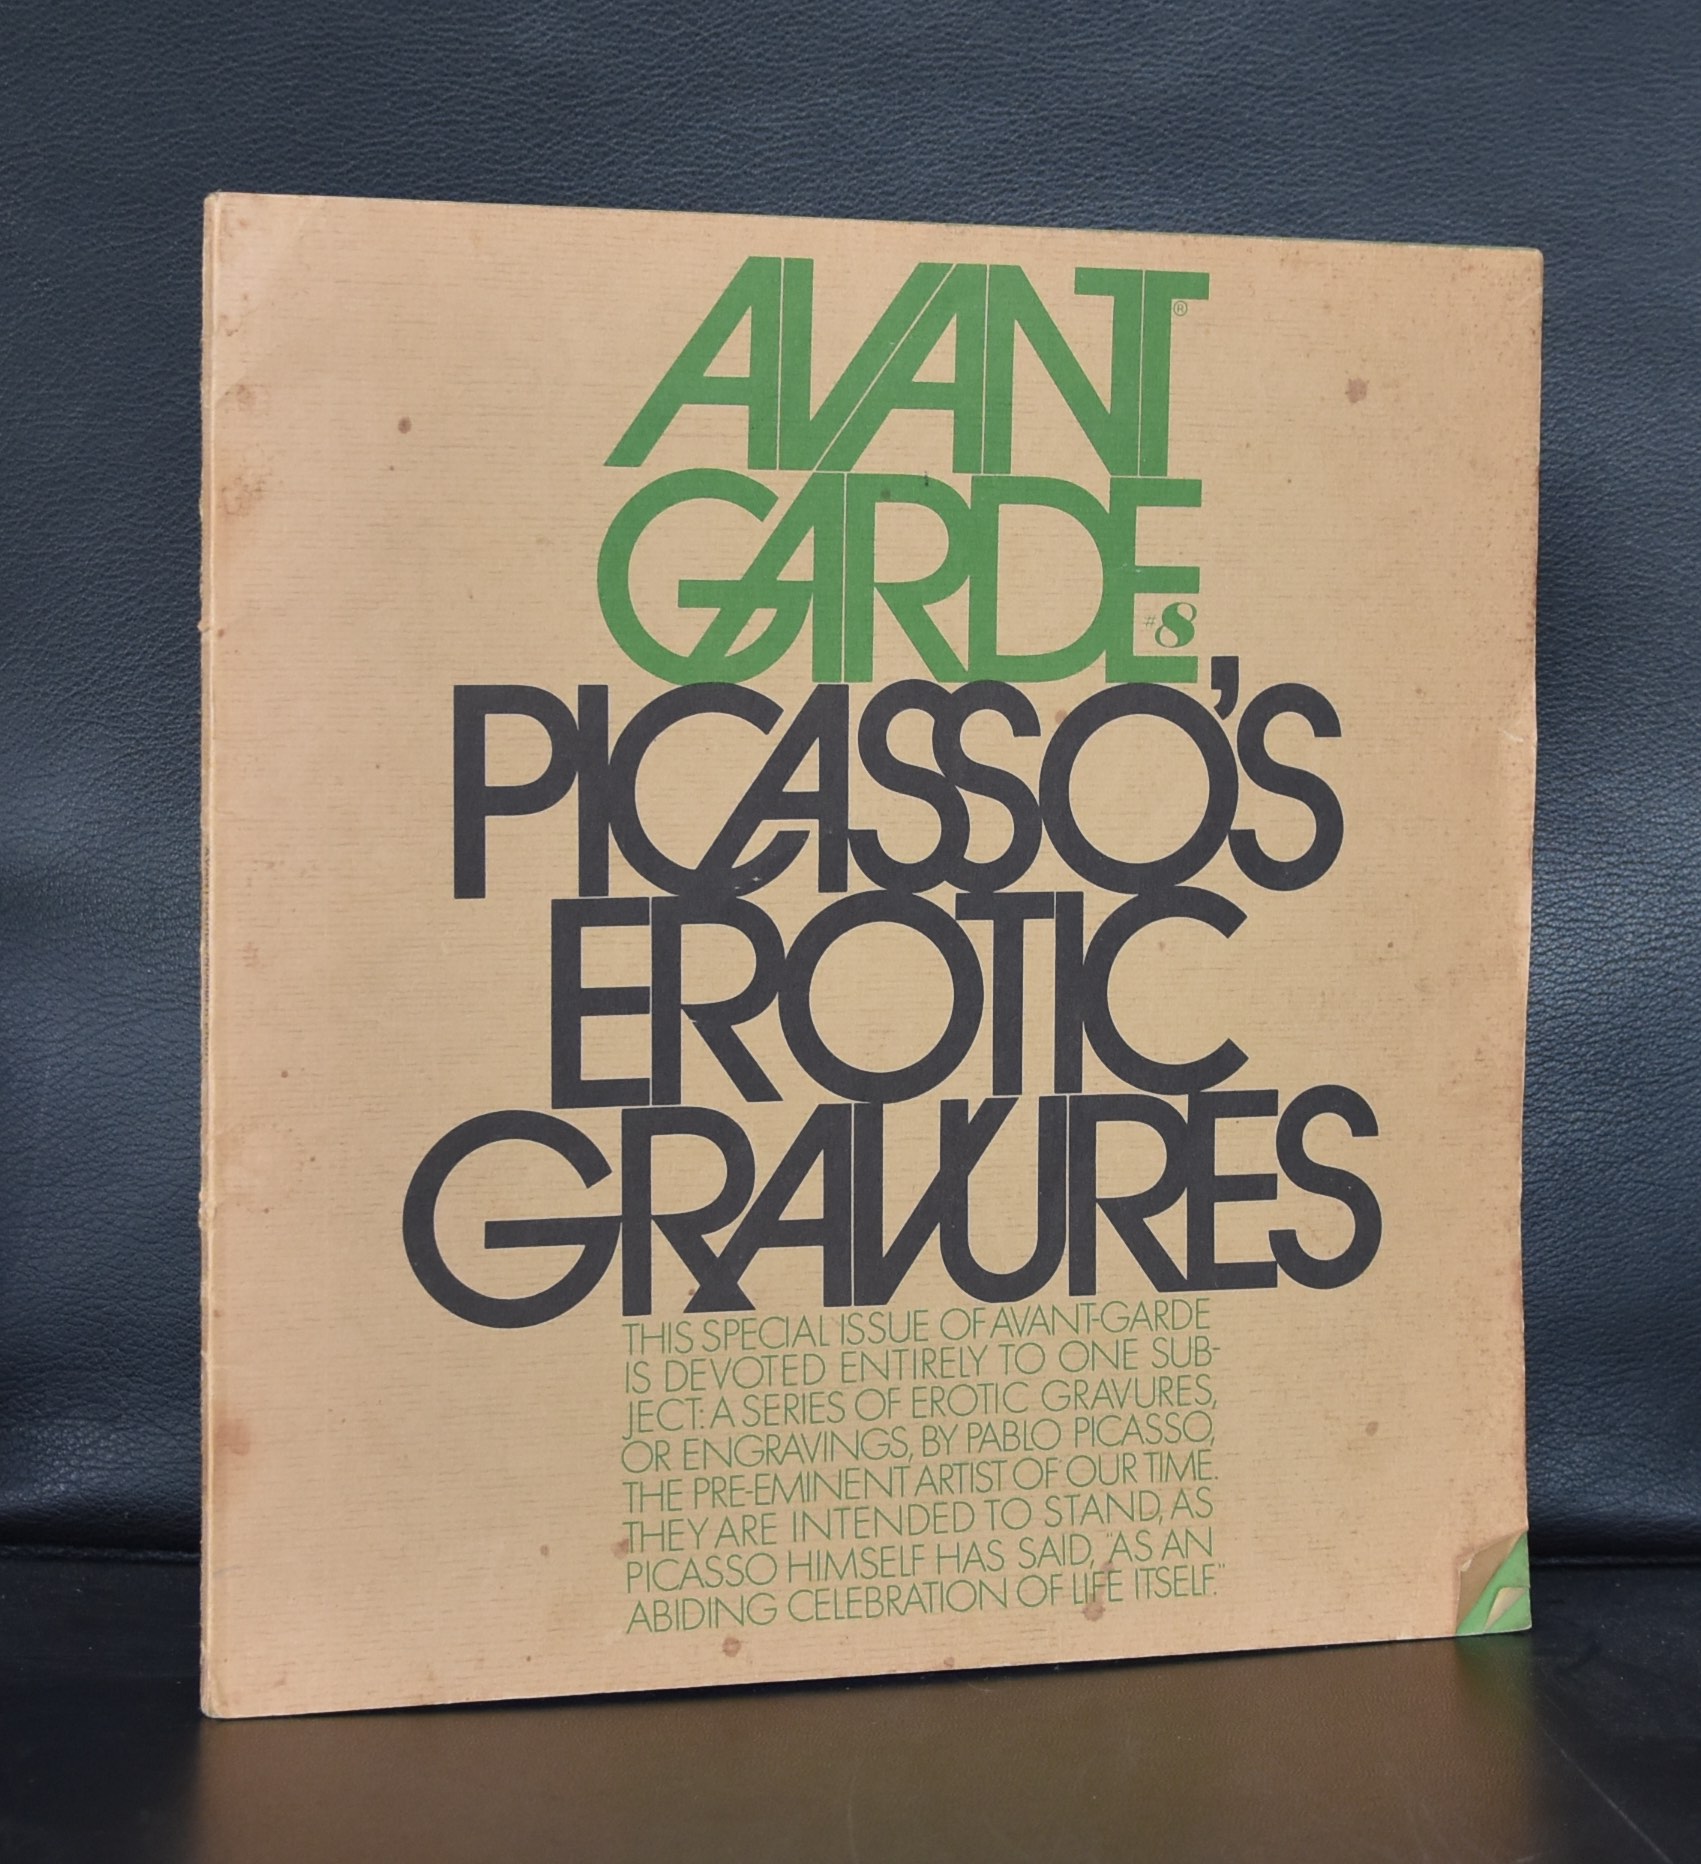 AVANT®
GARDE #8
PICASSO'S
EROTIC
GRAVURES
THIS SPECIAL ISSUE OF AVANT-GARDE
IS DEVOTED ENTIRELY TO ONE SUB-
JECT: A SERIES OF EROTIC GRAVURES,
OR ENGRAVINGS, BY PABLO PICASSO,
THE PRE-EMINENT ARTIST OF OUR TIME.
THEY ARE INTENDED TO STAND, AS
PICASSO HIMSELF HAS SAID, "AS AN
ABIDING CELEBRATION OF LIFE ITSELF."